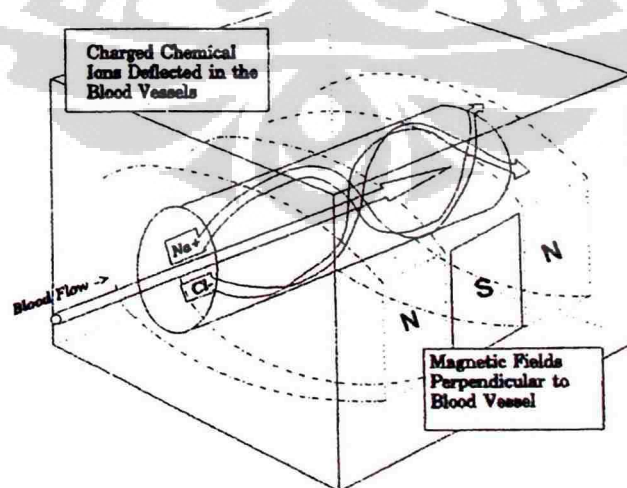 Charged Chemical
Ions Deflected in the
Blood Vessels
Na+
Cl-
Blood Flow ->
N
S
N
Magnetic Fields
Perpendicular to
Blood Vessel